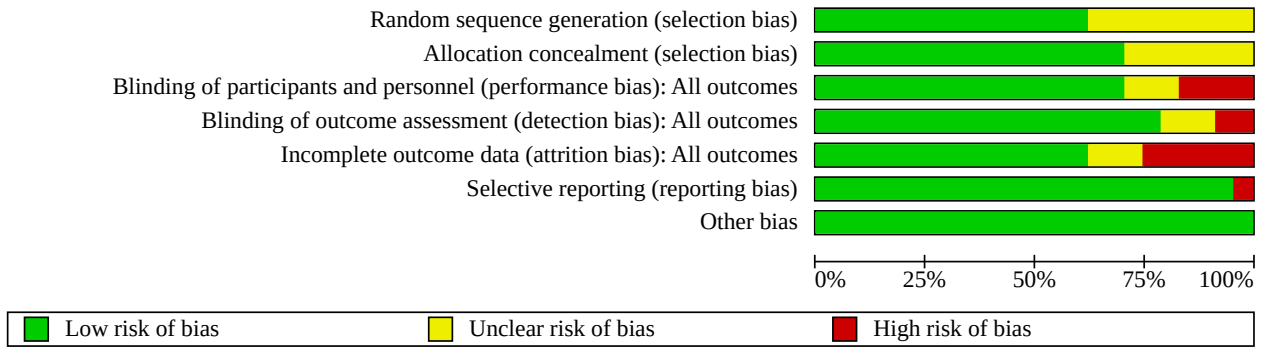 Random sequence generation (selection bias)
Allocation concealment (selection bias)
Blinding of participants and personnel (performance bias): All outcomes
Blinding of outcome assessment (detection bias): All outcomes
Incomplete outcome data (attrition bias): All outcomes
Selective reporting (reporting bias)
Other bias
0% 25% 50% 75% 100%
Low risk of bias Unclear risk of bias High risk of bias